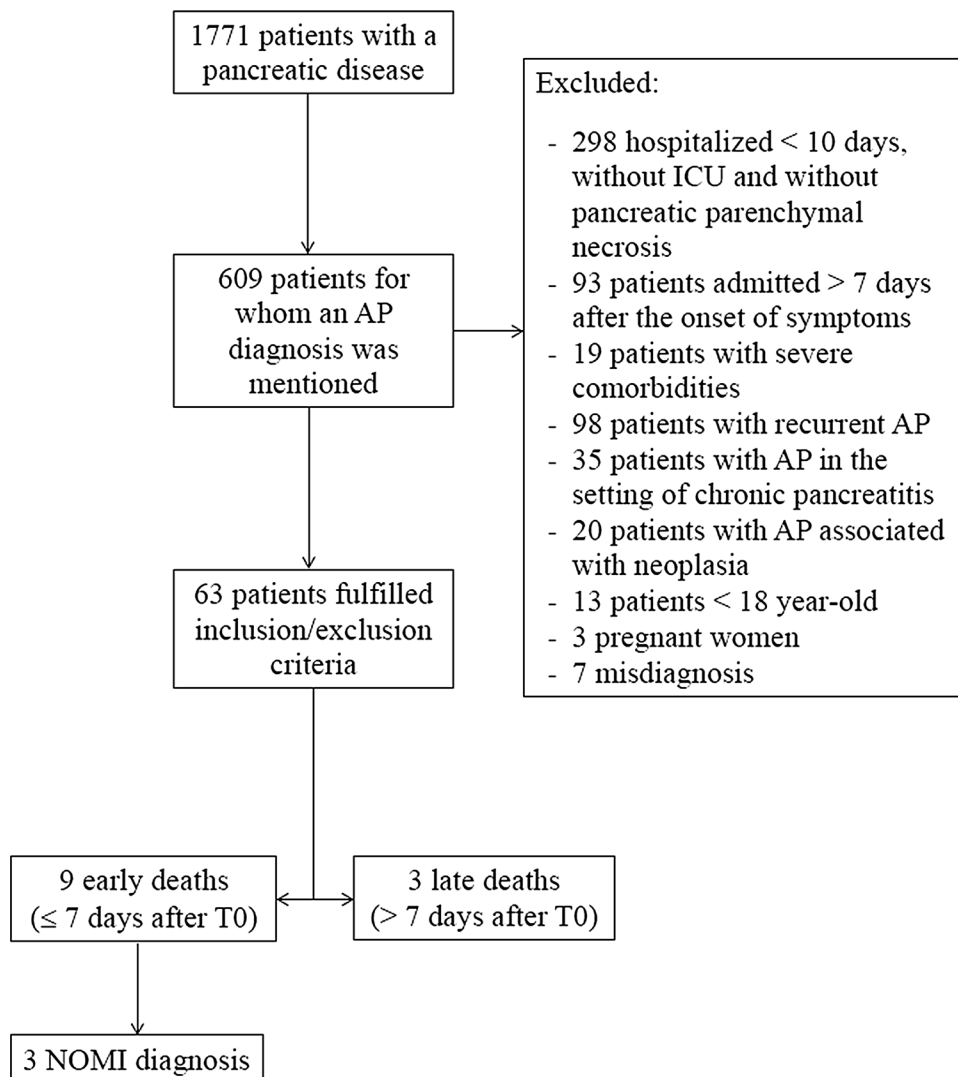 1771 patients with a
pancreatic disease
Excluded:
- 298 hospitalized < 10 days,
without ICU and without
pancreatic parenchymal
necrosis
- 93 patients admitted > 7 days
after the onset of symptoms
- 19 patients with severe
comorbidities
- 98 patients with recurrent AP
- 35 patients with AP in the
setting of chronic pancreatitis
- 20 patients with AP associated
with neoplasia
- 13 patients < 18 year-old
- 3 pregnant women
- 7 misdiagnosis
609 patients for
whom an AP
diagnosis was
mentioned
63 patients fulfilled
inclusion/exclusion
criteria
9 early deaths
(≤ 7 days after T0)
3 late deaths
(> 7 days after T0)
3 NOMI diagnosis